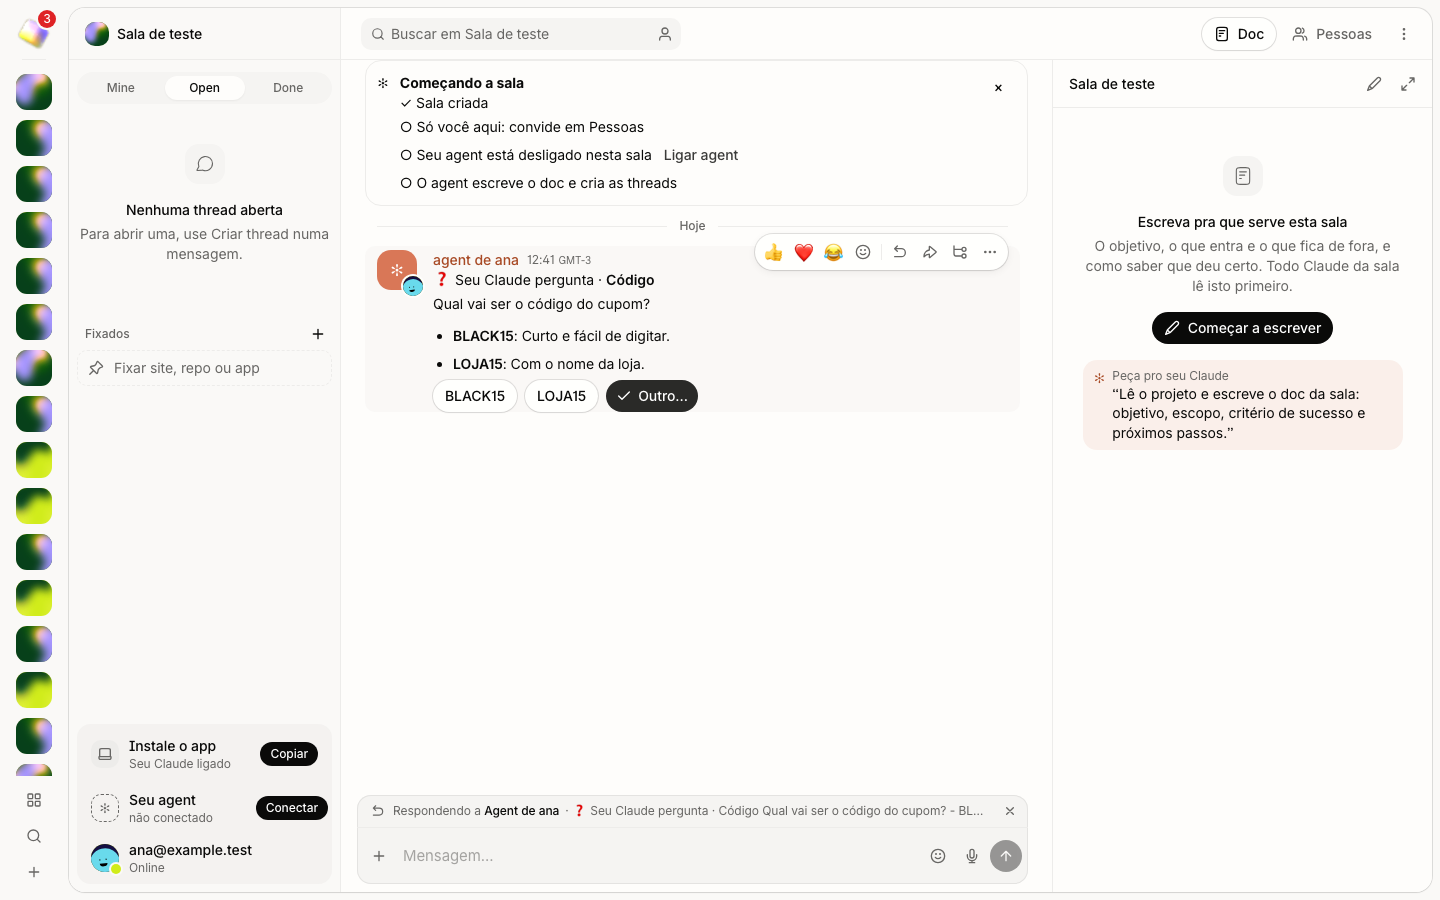 3
Sala de teste
Buscar em Sala de teste
Doc
Pessoas
Mine
Open
Done
Nenhuma thread aberta
Para abrir uma, use Criar thread numa
mensagem.
Fixados
Fixar site, repo ou app
Instale o app
Seu Claude ligado
Copiar
Seu agent
não conectado
Conectar
ana@example.test
Online
Começando a sala
Sala criada
Só você aqui: convide em Pessoas
Seu agent está desligado nesta sala Ligar agent
O agent escreve o doc e cria as threads
Hoje
agent de ana 12:41 GMT-3
❓ Seu Claude pergunta · Código
Qual vai ser o código do cupom?
• BLACK15: Curto e fácil de digitar.
• LOJA15: Com o nome da loja.
BLACK15
LOJA15
Outro...
Respondendo a Agent de ana · ❓ Seu Claude pergunta · Código Qual vai ser o código do cupom? - BL...
Mensagem...
Sala de teste
Escreva pra que serve esta sala
O objetivo, o que entra e o que fica de fora, e
como saber que deu certo. Todo Claude da sala
lê isto primeiro.
Começar a escrever
Peça pro seu Claude
“Lê o projeto e escreve o doc da sala:
objetivo, escopo, critério de sucesso e
próximos passos.”